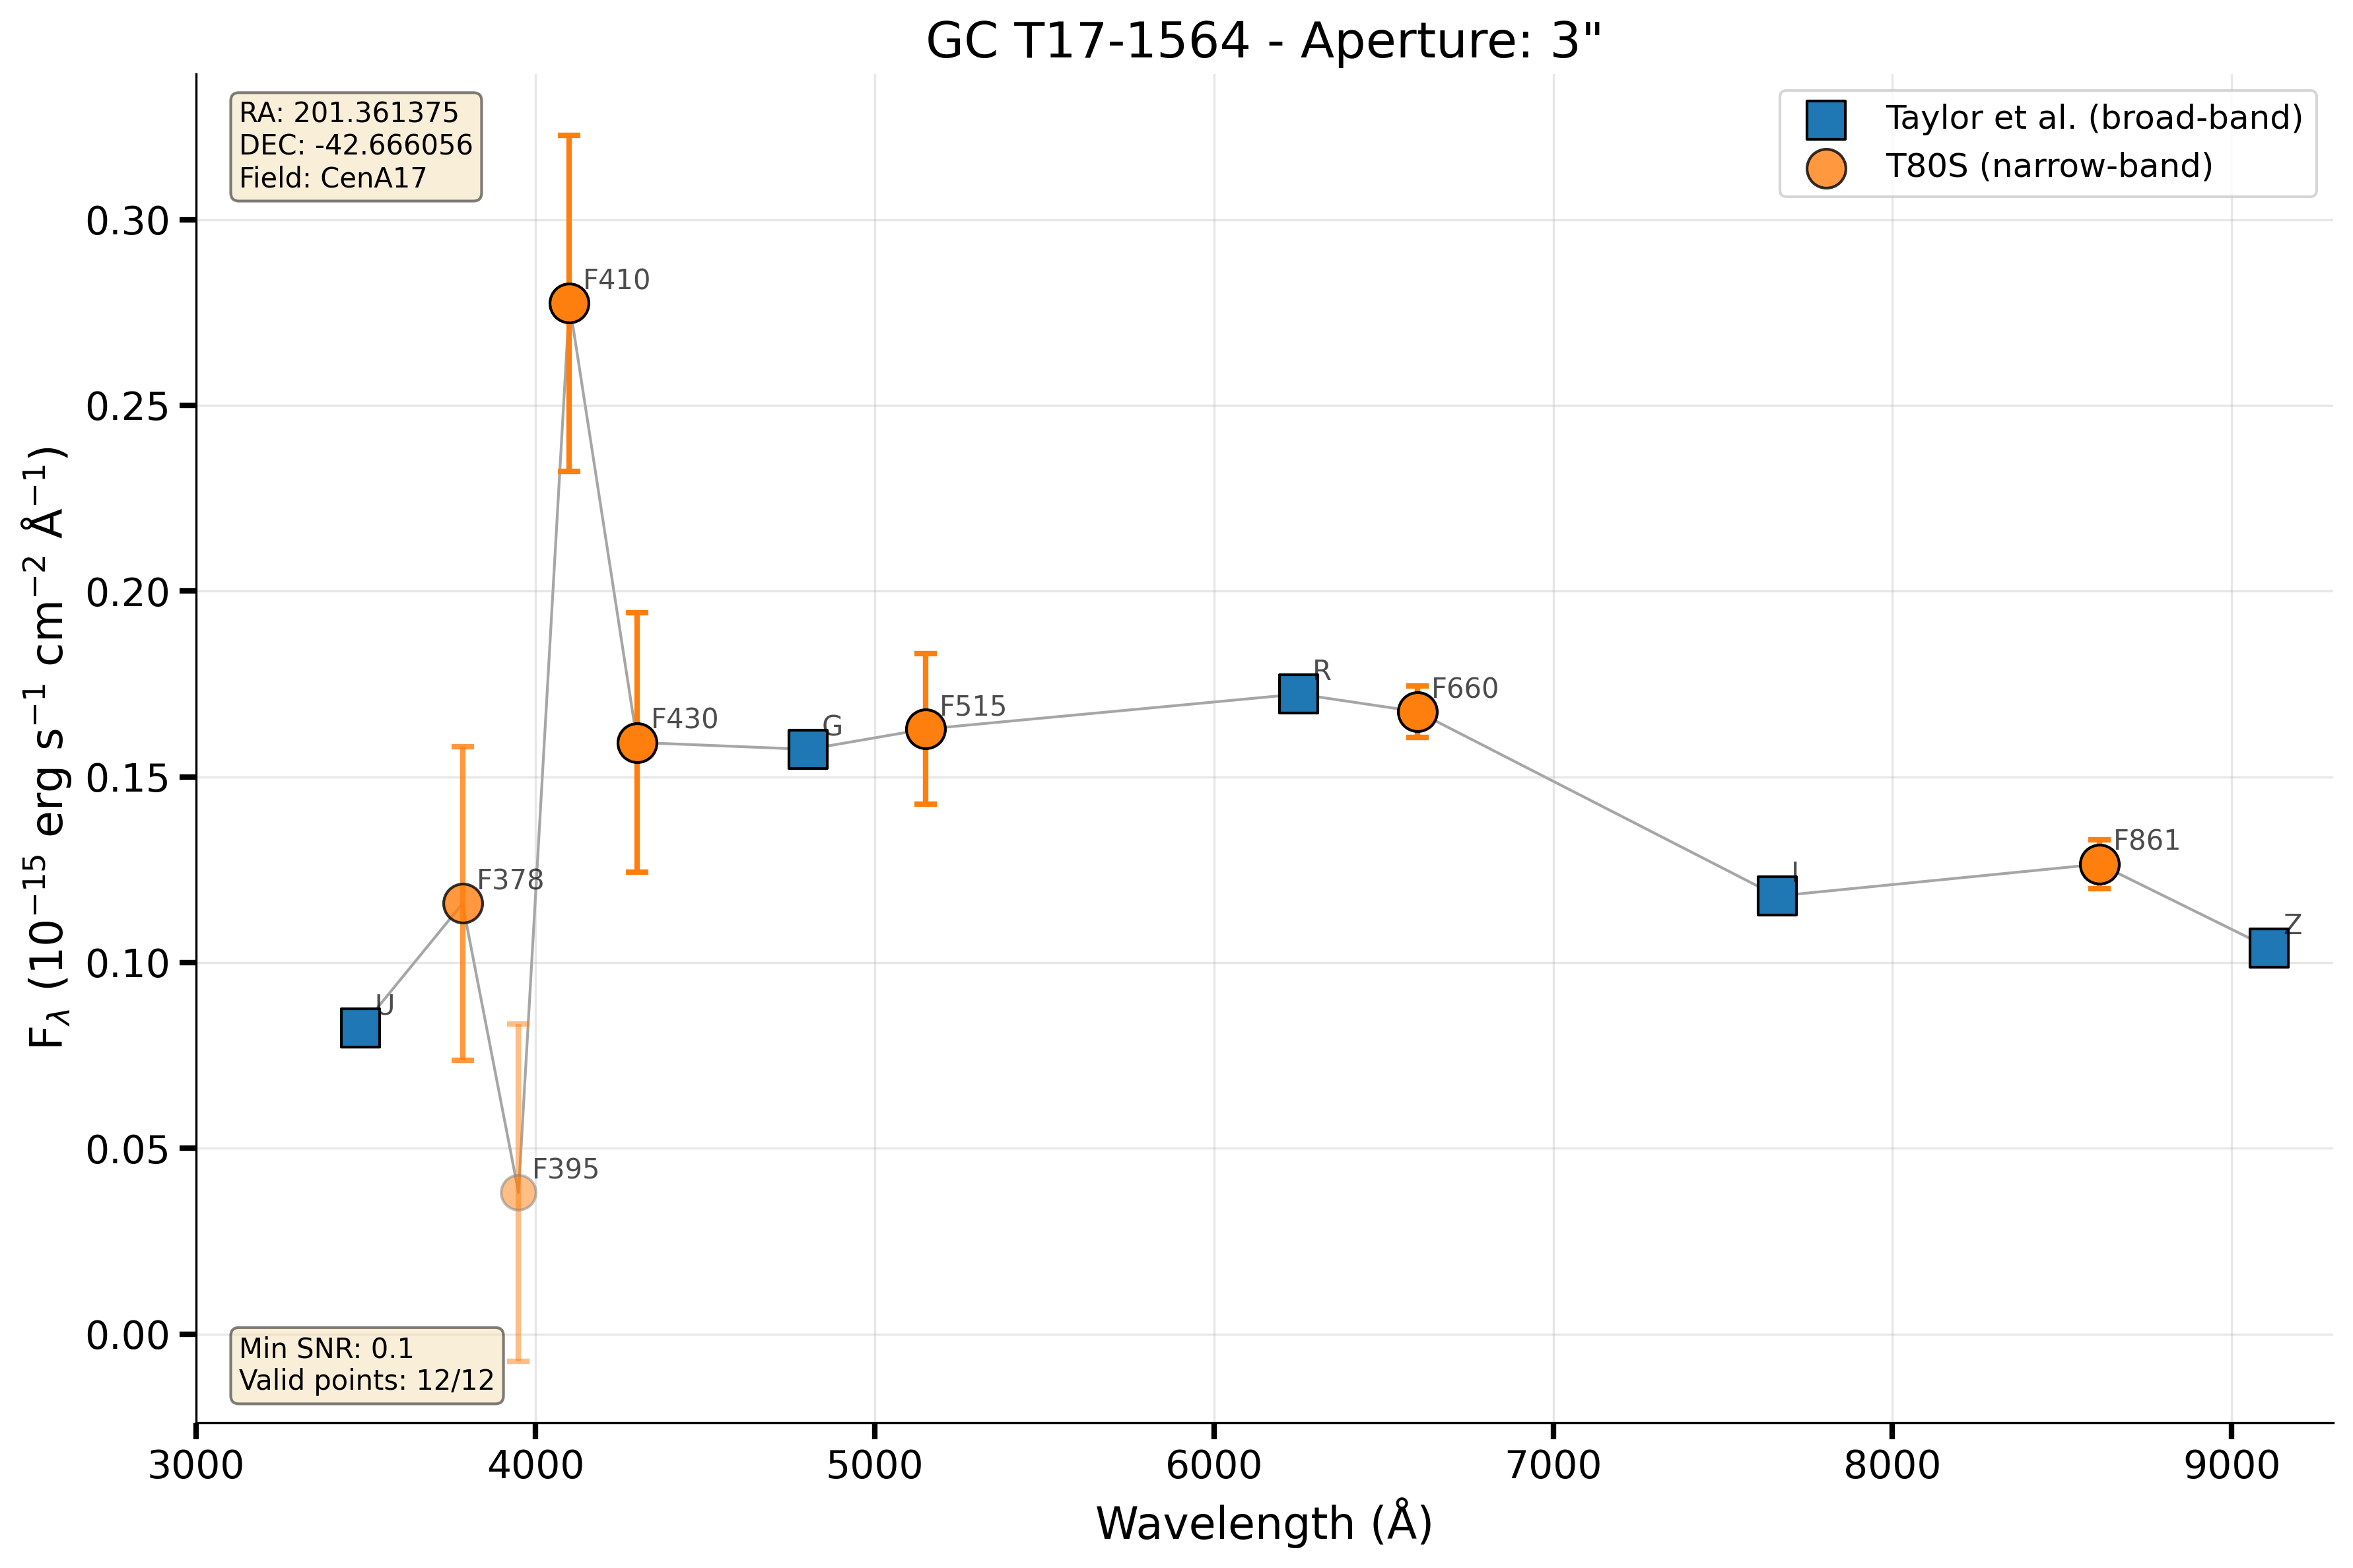 GC T17-1564 - Aperture: 3"
RA: 201.361375
DEC: -42.666056
Field: CenA17
Taylor et al. (broad-band)
T80S (narrow-band)
F410
F430
G
F515
R
F660
F378
U
F395
I
F861
Z
Min SNR: 0.1
Valid points: 12/12
0.30
0.25
0.20
0.15
0.10
0.05
0.00
F$_{λ}$ (10$^{−15}$ erg s$^{−1}$ cm$^{−2}$ Å$^{−1}$)
3000 4000 5000 6000 7000 8000 9000
Wavelength (Å)